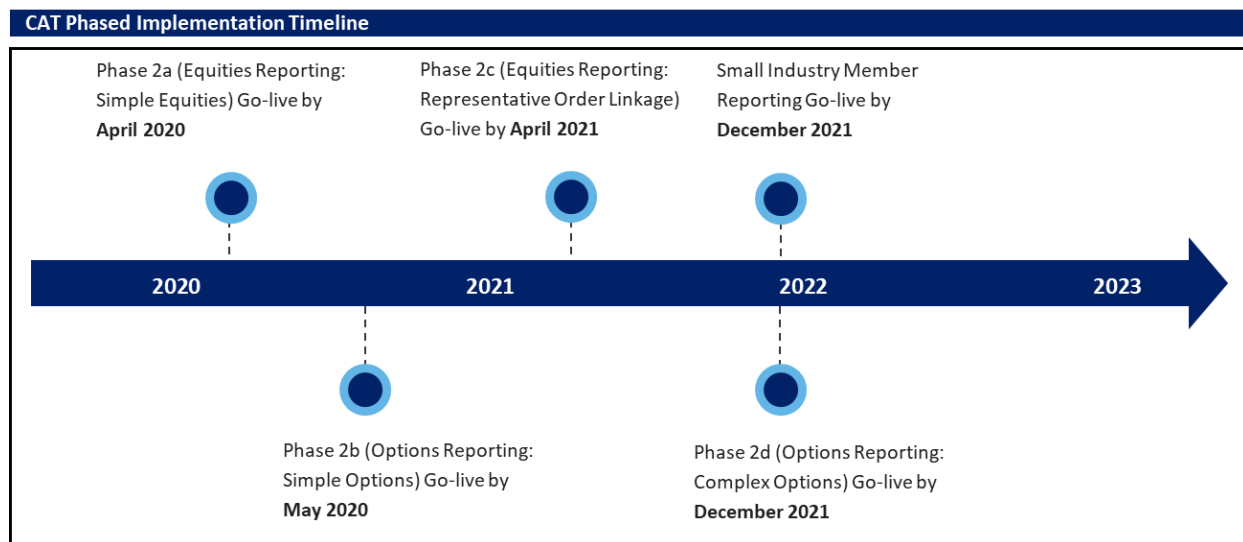 CAT Phased Implementation Timeline
Phase 2a (Equities Reporting:
Simple Equities) Go-live by
April 2020
Phase 2c (Equities Reporting:
Representative Order Linkage)
Go-live by April 2021
Small Industry Member
Reporting Go-live by
December 2021
2020
2021
2022
2023
Phase 2b (Options Reporting:
Simple Options) Go-live by
May 2020
Phase 2d (Options Reporting:
Complex Options) Go-live by
December 2021